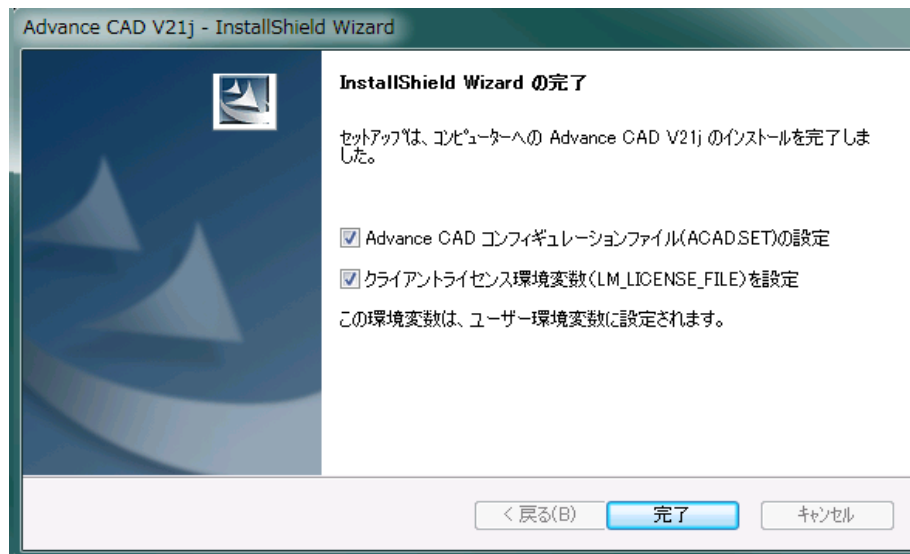 Advance CAD V21j - InstallShield Wizard
InstallShield Wizard の完了
セットアップは、コンピューターへの Advance CAD V21j のインストールを完了しま
した。
Advance CAD コンフィギュレーションファイル(ACAD.SET)の設定
クライアントライセンス環境変数(LM_LICENSE_FILE)を設定
この環境変数は、ユーザー環境変数に設定されます。
< 戻る(B)
完了
キャンセル